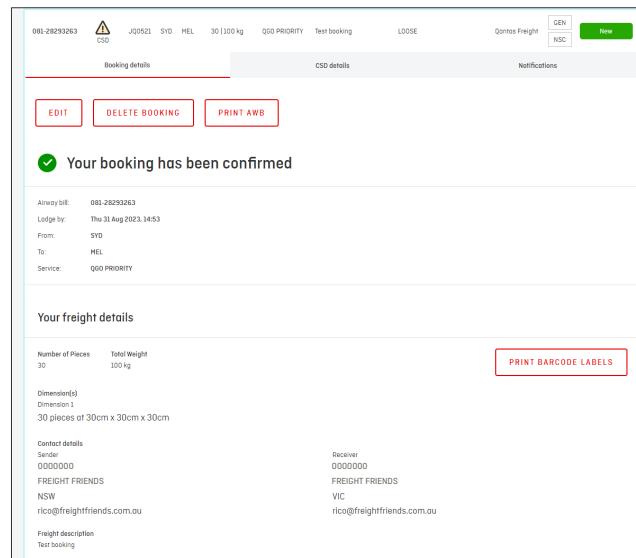 081-28293263 CSD JQ0521 SYD MEL 30 | 100 kg QGO PRIORITY Test booking LOOSE Qantas Freight GEN NSC New
Booking details CSD details Notifications
EDIT DELETE BOOKING PRINT AWB
Your booking has been confirmed
Airway bill: 081-28293263
Lodge by: Thu 31 Aug 2023, 14:53
From: SYD
To: MEL
Service: QGO PRIORITY
Your freight details
Number of Pieces Total Weight
30 100 kg
PRINT BARCODE LABELS
Dimension(s)
Dimension 1
30 pieces at 30cm x 30cm x 30cm
Contact details
Sender Receiver
0000000 0000000
FREIGHT FRIENDS FREIGHT FRIENDS
NSW VIC
rico@freightfriends.com.au rico@freightfriends.com.au
Freight description
Test booking